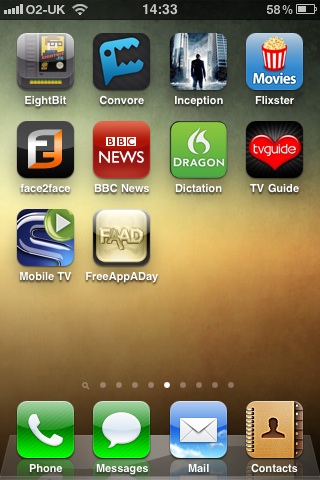 O2-UK 14:33 58%
EightBit Convore Inception Flixster
Movies
f2f
face2face
BBC
NEWS
BBC News
DRAGON
Dictation
tvguide
TV Guide
Mobile TV
FAAD
FreeAppADay
Phone Messages Mail Contacts